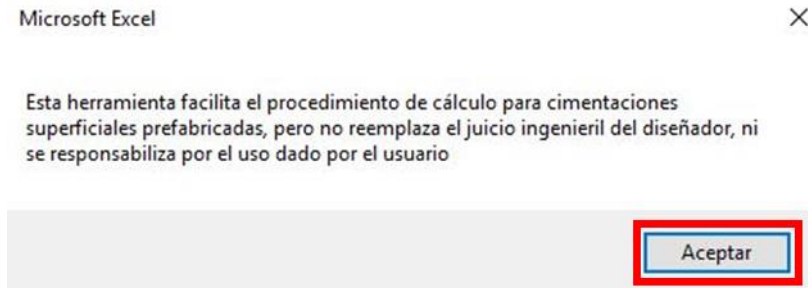 Microsoft Excel
Esta herramienta facilita el procedimiento de cálculo para cimentaciones
superficiales prefabricadas, pero no reemplaza el juicio ingenieril del diseñador, ni
se responsabiliza por el uso dado por el usuario
Aceptar